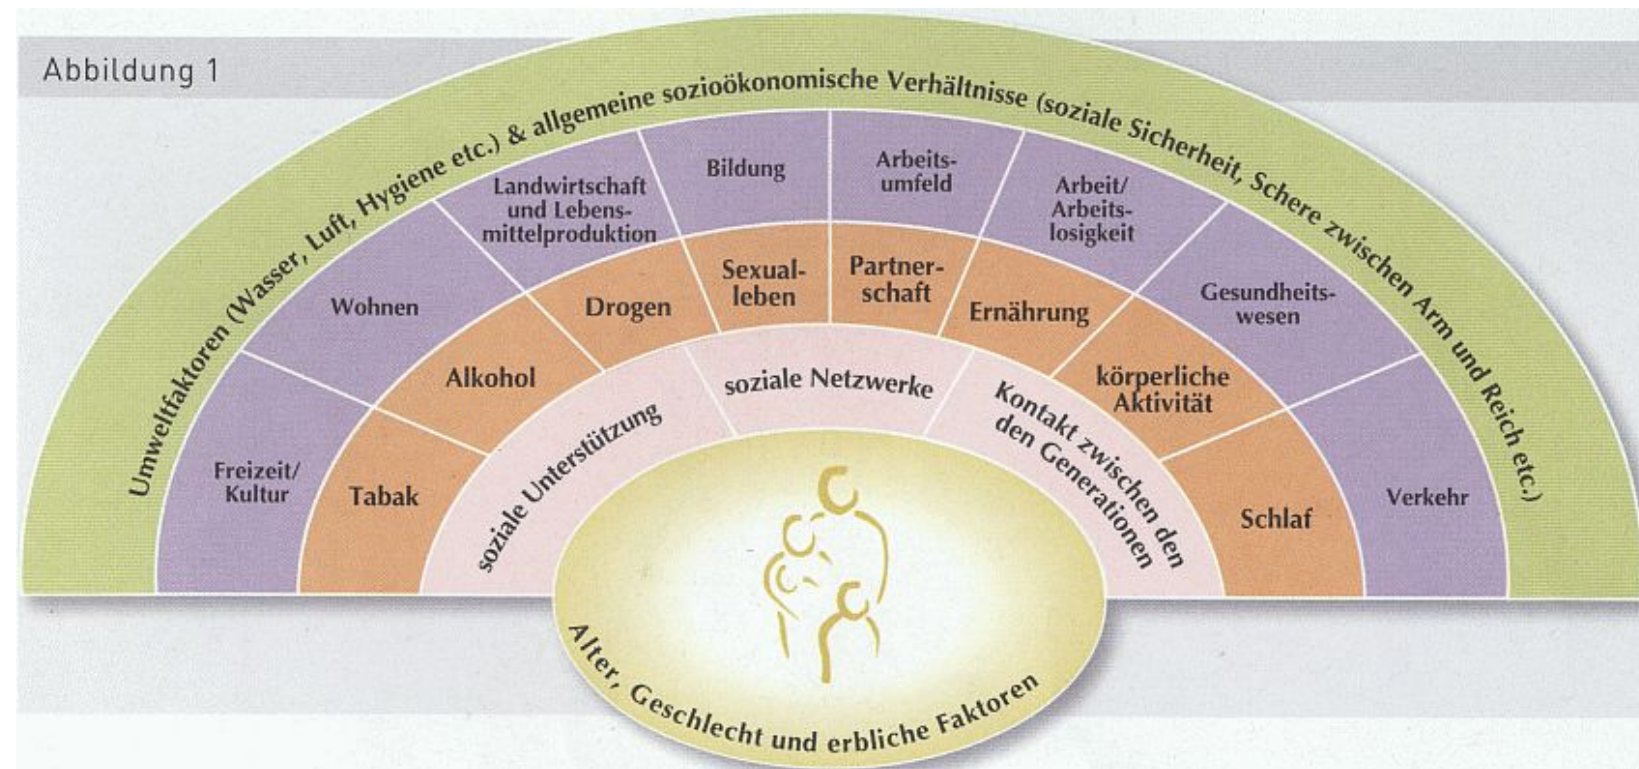 Abbildung 1
Umweltfaktoren (Wasser, Luft, Hygiene etc.) & allgemeine sozioökonomische Verhältnisse (soziale Sicherheit, Schere zwischen Arm und Reich etc.)
Freizeit/
Kultur
Wohnen
Landwirtschaft
und Lebens-
mittelproduktion
Bildung
Arbeits-
umfeld
Arbeit/
Arbeits-
losigkeit
Gesundheits-
wesen
Verkehr
Tabak
Alkohol
Drogen
Sexual-
leben
Partner-
schaft
Ernährung
körperliche
Aktivität
Schlaf
soziale Unterstützung
soziale Netzwerke
Kontakt zwischen den
den Generationen
Alter, Geschlecht und erbliche Faktoren